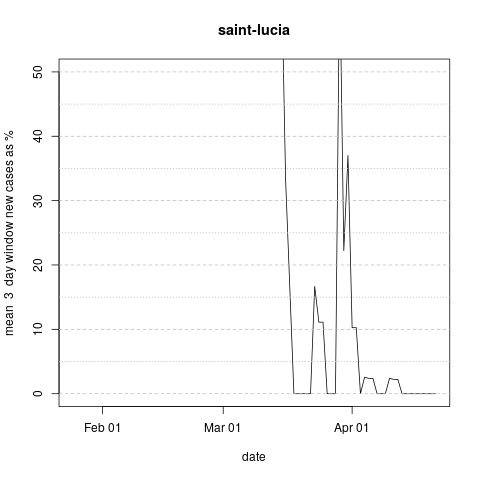 saint-lucia
mean  3  day window new cases as %
50
40
30
20
10
0
Feb 01
Mar 01
Apr 01
date